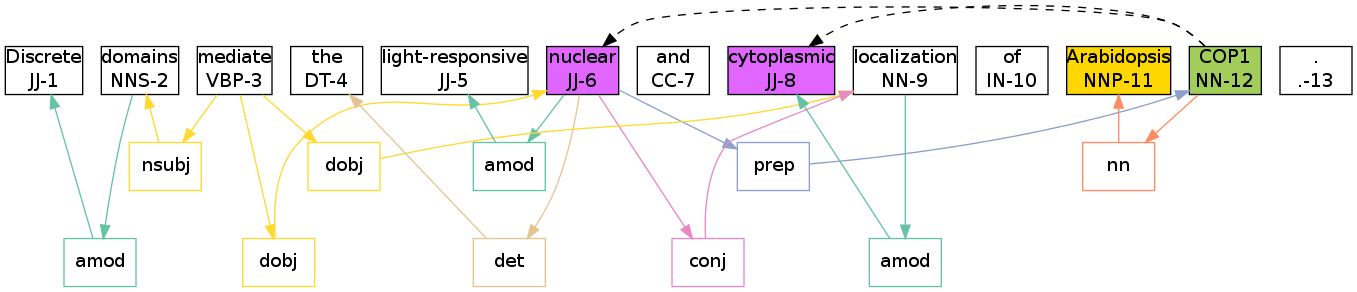 Discrete domains mediate the light-responsive nuclear and cytoplasmic localization of Arabidopsis COP1 .
JJ-1 NNS-2 VBP-3 DT-4 JJ-5 JJ-6 CC-7 JJ-8 NN-9 IN-10 NNP-11 NN-12 .-13
nsubj dobj amod prep nn
amod dobj det conj amod